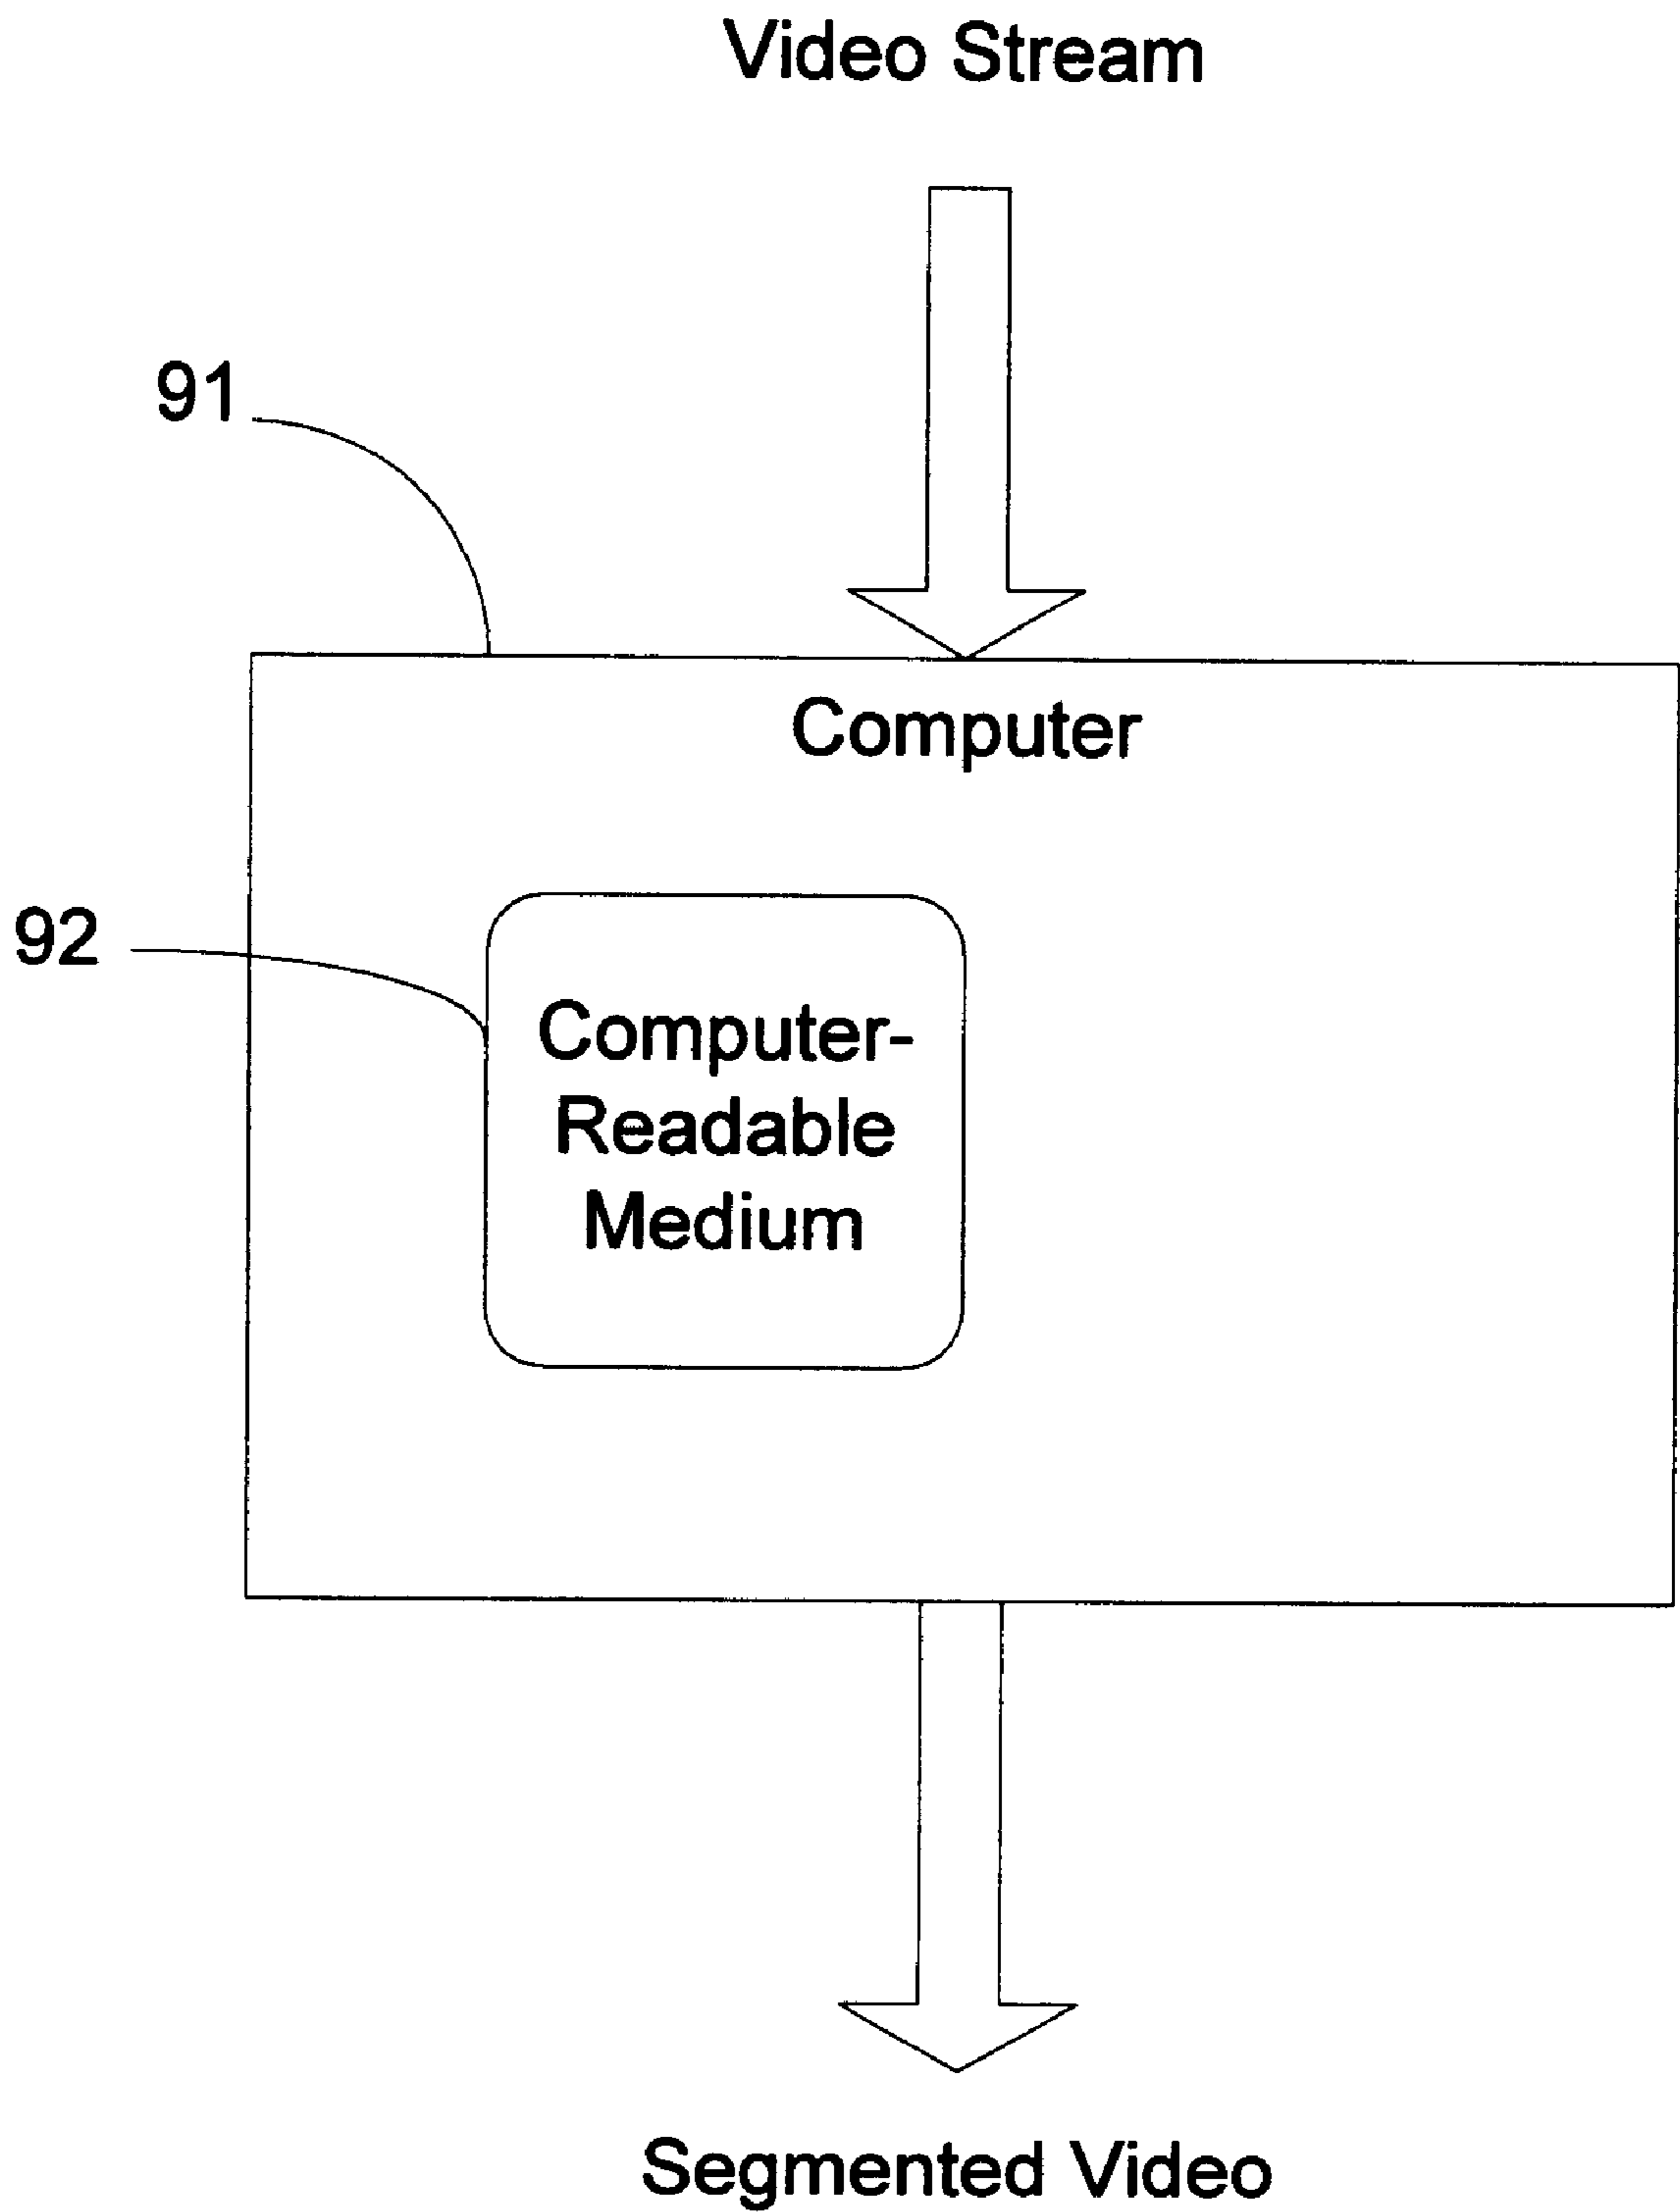 Video Stream
91
Computer
92
Computer-
Readable
Medium
Segmented Video